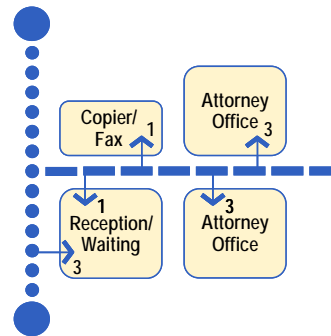 Copier/
Fax
1
Attorney
Office
3
1
Reception/
Waiting
3
3
Attorney
Office